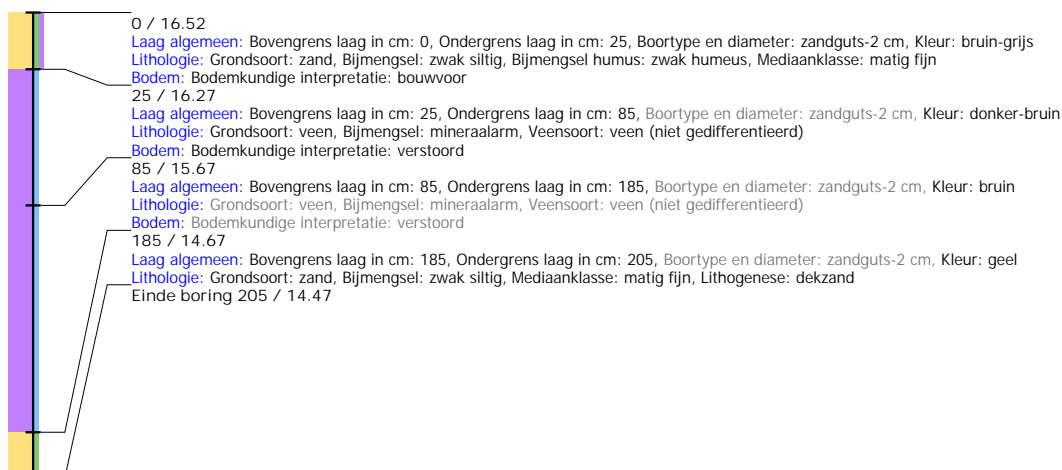 0 / 16.52
Laag algemeen: Bovengrens laag in cm: 0, Ondergrens laag in cm: 25, Boortype en diameter: zandguts-2 cm, Kleur: bruin-grijs
Lithologie: Grondsoort: zand, Bijmengsel: zwak siltig, Bijmengsel humus: zwak humeus, Mediaanklasse: matig fijn
Bodem: Bodemkundige interpretatie: bouwvoor
25 / 16.27
Laag algemeen: Bovengrens laag in cm: 25, Ondergrens laag in cm: 85, Boortype en diameter: zandguts-2 cm, Kleur: donker-bruin
Lithologie: Grondsoort: veen, Bijmengsel: mineraalarm, Veensoort: veen (niet gedifferentieerd)
Bodem: Bodemkundige interpretatie: verstoord
85 / 15.67
Laag algemeen: Bovengrens laag in cm: 85, Ondergrens laag in cm: 185, Boortype en diameter: zandguts-2 cm, Kleur: bruin
Lithologie: Grondsoort: veen, Bijmengsel: mineraalarm, Veensoort: veen (niet gedifferentieerd)
Bodem: Bodemkundige interpretatie: verstoord
185 / 14.67
Laag algemeen: Bovengrens laag in cm: 185, Ondergrens laag in cm: 205, Boortype en diameter: zandguts-2 cm, Kleur: geel
Lithologie: Grondsoort: zand, Bijmengsel: zwak siltig, Mediaanklasse: matig fijn, Lithogenese: dekzand
Einde boring 205 / 14.47